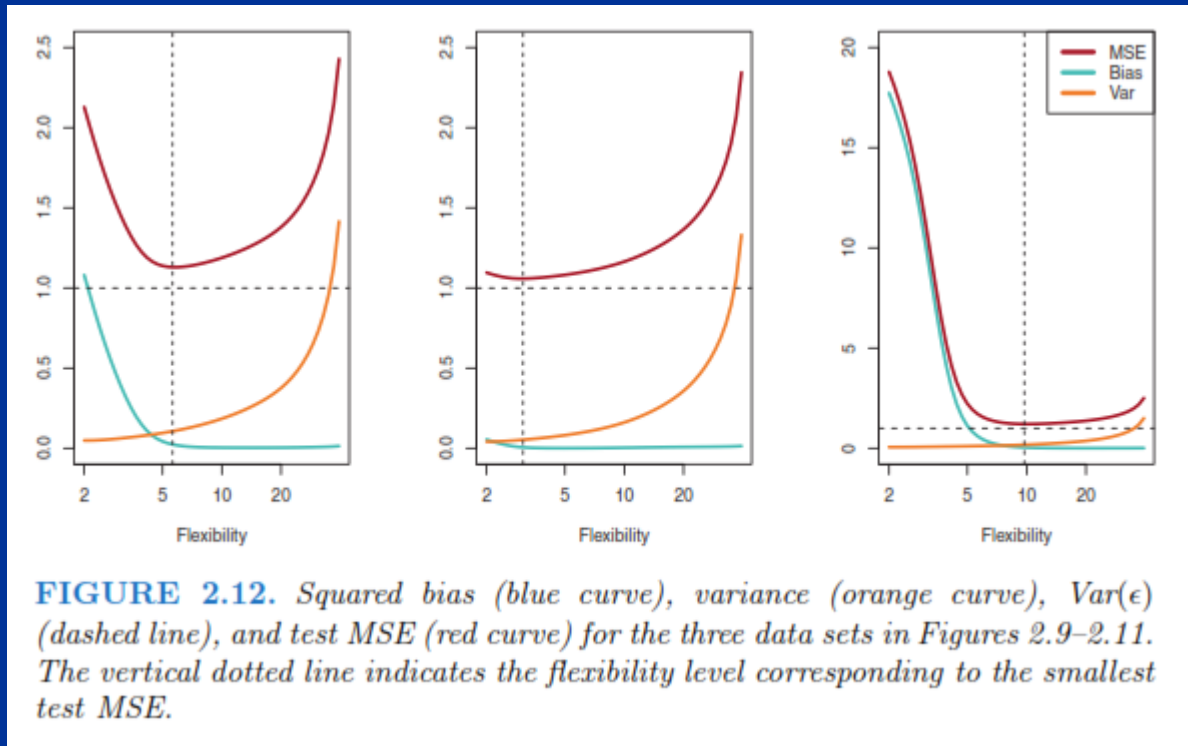 2.5
2.0
1.5
1.0
0.5
0.0
2 5 10 20
Flexibility
2.5
2.0
1.5
1.0
0.5
0.0
2 5 10 20
Flexibility
20
15
10
5
0
2 5 10 20
Flexibility
MSE
Bias
Var
FIGURE 2.12. Squared bias (blue curve), variance (orange curve), Var(ϵ)
(dashed line), and test MSE (red curve) for the three data sets in Figures 2.9–2.11.
The vertical dotted line indicates the flexibility level corresponding to the smallest
test MSE.